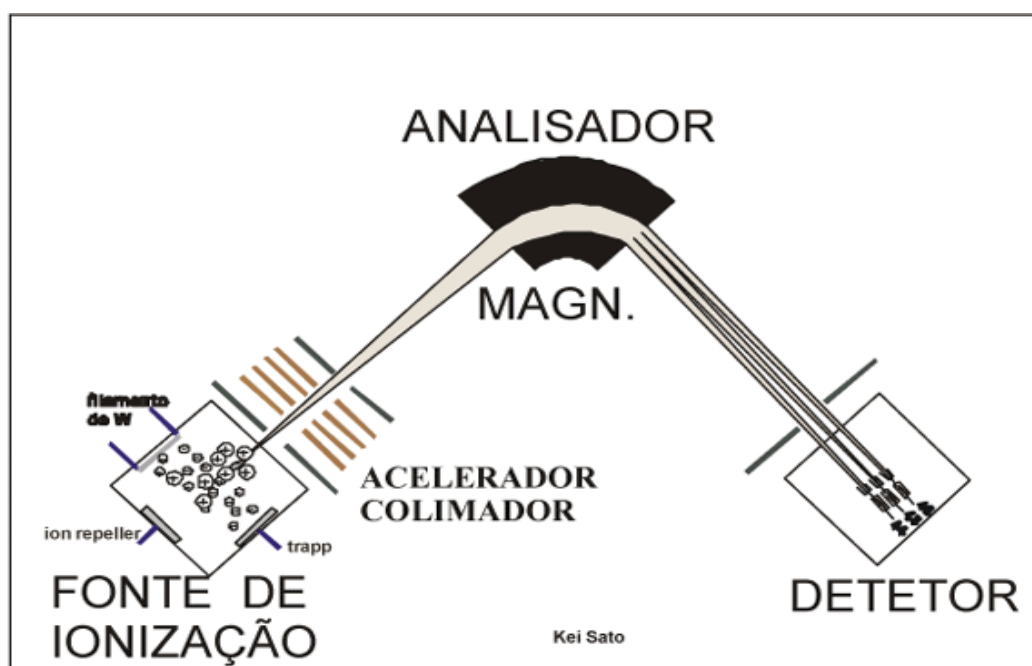 ANALISADOR
MAGN.
filamento
de W
ACELERADOR
COLIMADOR
ion repeller
trapp
FONTE DE
IONIZAÇÃO
DETETOR
Kei Sato